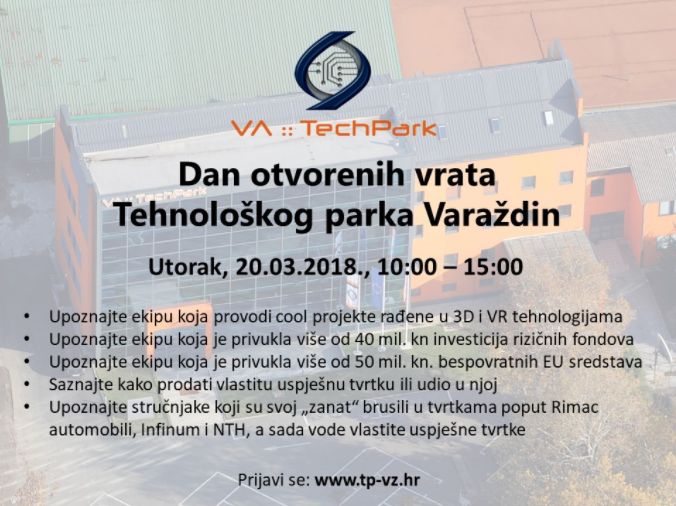 VA :: TechPark
Dan otvorenih vrata
Tehnološkog parka Varaždin
Utorak, 20.03.2018., 10:00 – 15:00
• Upoznajte ekipu koja provodi cool projekte rađene u 3D i VR tehnologijama
• Upoznajte ekipu koja je privukla više od 40 mil. kn investicija rizičnih fondova
• Upoznajte ekipu koja je privukla više od 50 mil. kn. bespovratnih EU sredstava
• Saznajte kako prodati vlastitu uspješnu tvrtku ili udio u njoj
• Upoznajte stručnjake koji su svoj „zanat“ brusili u tvrtkama poput Rimac
automobili, Infinum i NTH, a sada vode vlastite uspješne tvrtke
Prijavi se: www.tp-vz.hr
VA :: TechPark